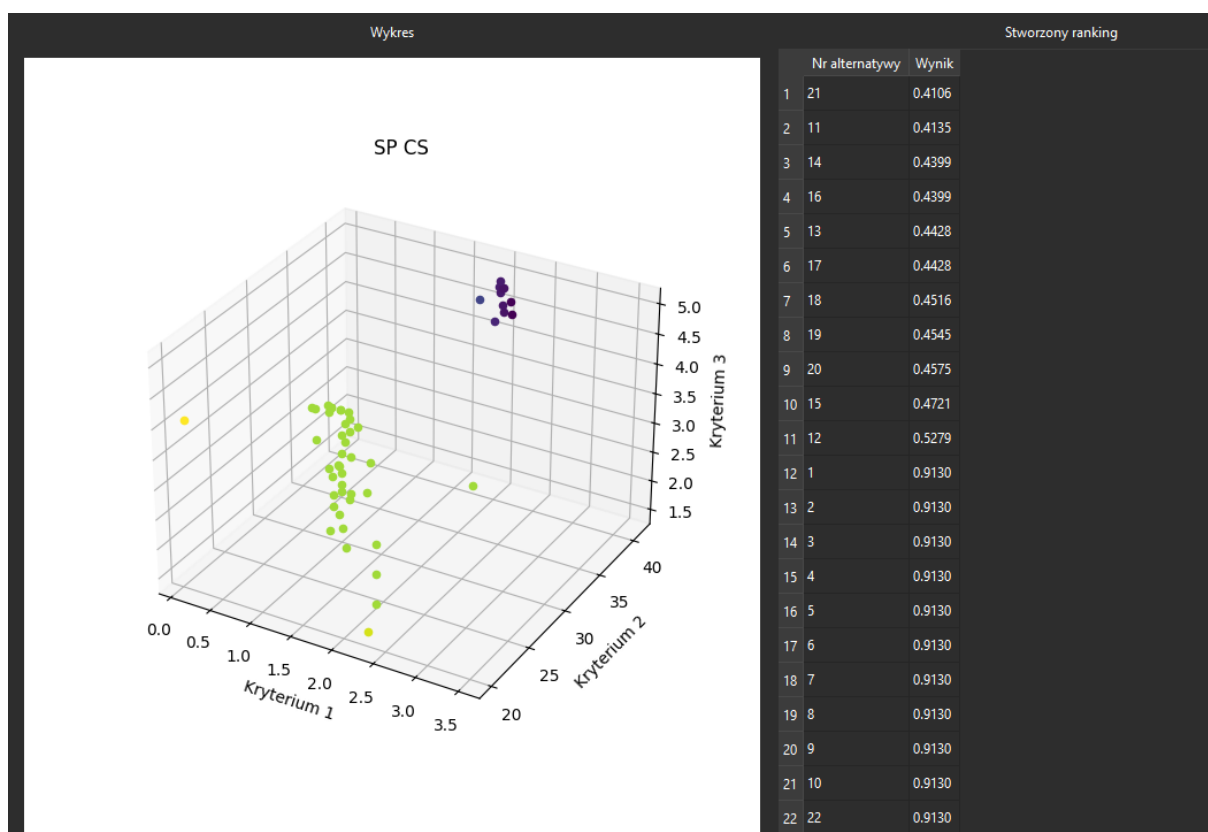 Wykres
Stworzony ranking
SP CS
5.0
4.5
4.0
3.5
3.0
2.5
2.0
1.5
Kryterium 3
40
35
30
25
20
Kryterium 2
0.0 0.5 1.0 1.5 2.0 2.5 3.0 3.5
Kryterium 1
Nr alternatywy Wynik
1 21 0.4106
2 11 0.4135
3 14 0.4399
4 16 0.4399
5 13 0.4428
6 17 0.4428
7 18 0.4516
8 19 0.4545
9 20 0.4575
10 15 0.4721
11 12 0.5279
12 1 0.9130
13 2 0.9130
14 3 0.9130
15 4 0.9130
16 5 0.9130
17 6 0.9130
18 7 0.9130
19 8 0.9130
20 9 0.9130
21 10 0.9130
22 22 0.9130